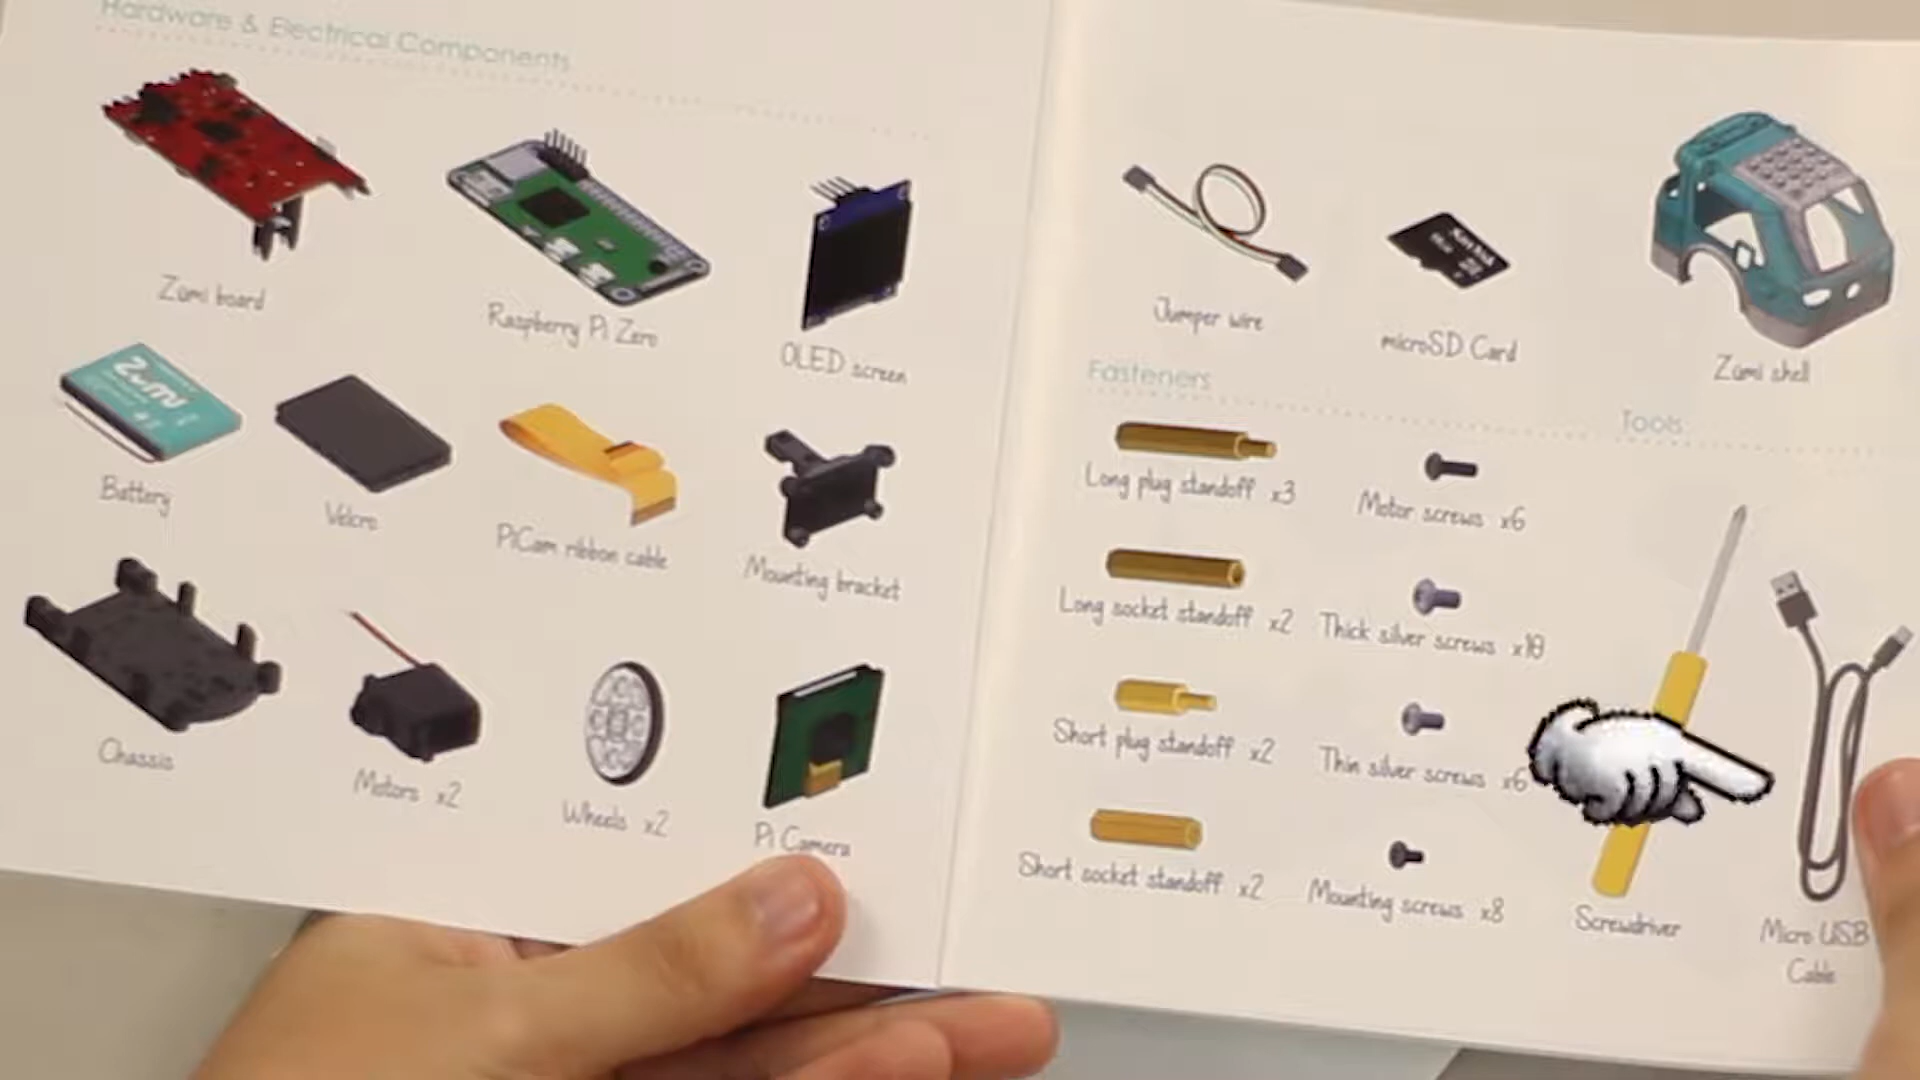 Hardware & Electrical Components
Zumi board
Raspberry Pi Zero
OLED screen
Zumi
Battery
Velcro
PiCam ribbon cable
Mounting bracket
Chassis
Motors x2
Wheels x2
Pi Camera
Jumper wire
SanDisk
microSD Card
Zumi shell
Fasteners
Long plug standoff x3
Motor screws x6
Long socket standoff x2
Thick silver screws x10
Short plug standoff x2
Thin silver screws x6
Short socket standoff x2
Mounting screws x8
Tools
Screwdriver
Micro USB
Cable